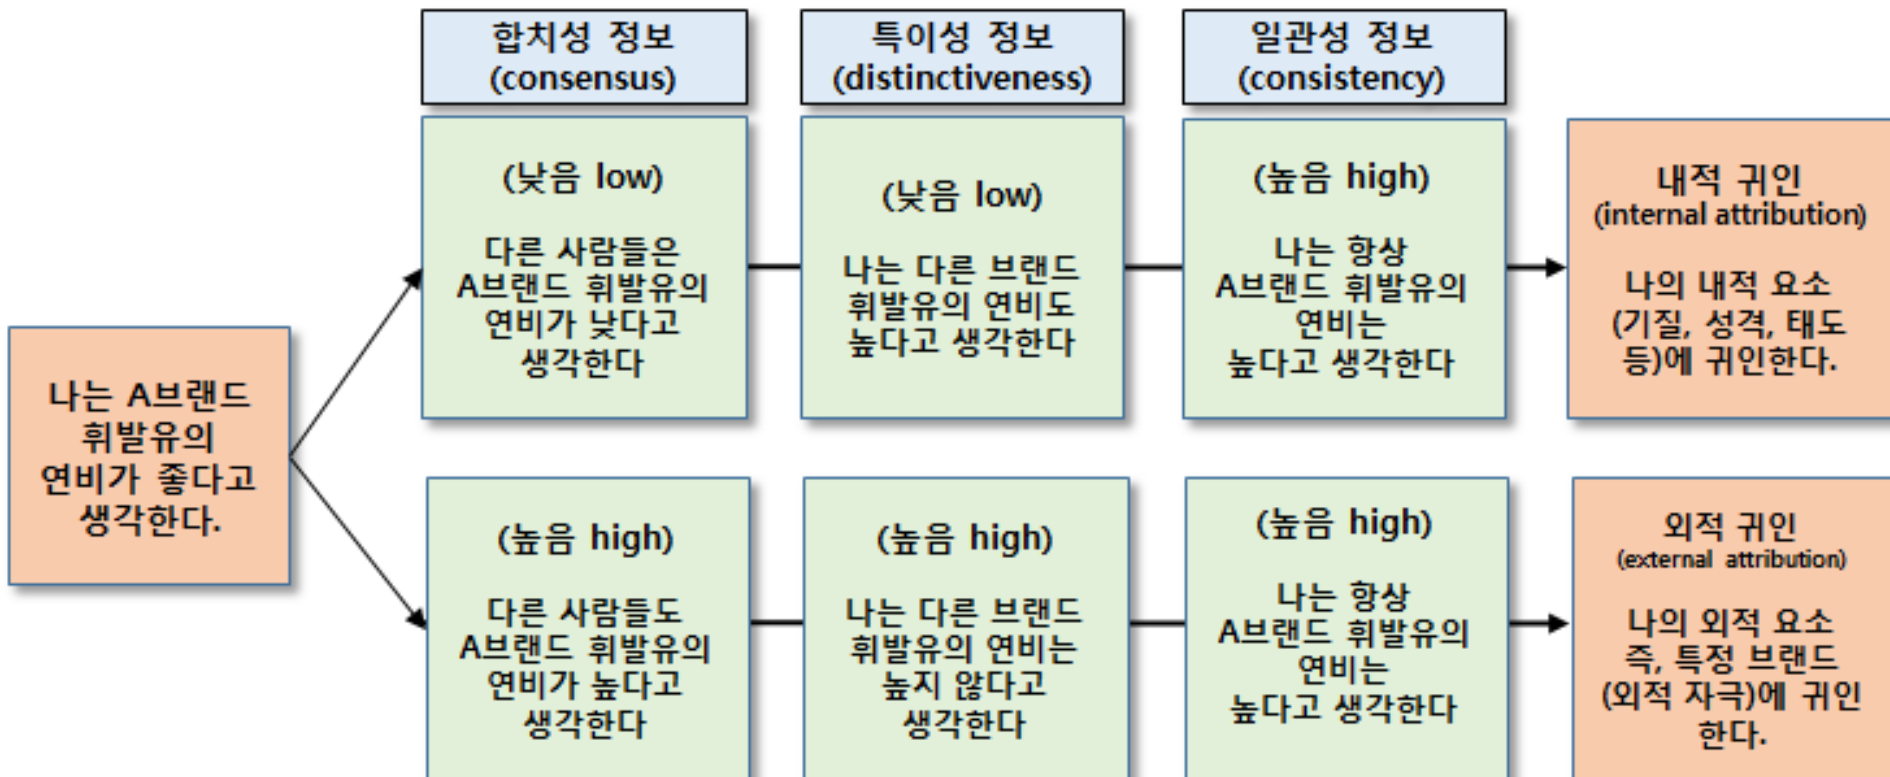 합치성 정보
(consensus)
특이성 정보
(distinctiveness)
일관성 정보
(consistency)
나는 A브랜드
휘발유의
연비가 좋다고
생각한다.
(낮음 low)
다른 사람들은
A브랜드 휘발유의
연비가 낮다고
생각한다
(낮음 low)
나는 다른 브랜드
휘발유의 연비도
높다고 생각한다
(높음 high)
나는 항상
A브랜드 휘발유의
연비는
높다고 생각한다
내적 귀인
(internal attribution)
나의 내적 요소
(기질, 성격, 태도
등)에 귀인한다.
(높음 high)
다른 사람들도
A브랜드 휘발유의
연비가 높다고
생각한다
(높음 high)
나는 다른 브랜드
휘발유의 연비는
높지 않다고
생각한다
(높음 high)
나는 항상
A브랜드 휘발유의
연비는
높다고 생각한다
외적 귀인
(external attribution)
나의 외적 요소
즉, 특정 브랜드
(외적 자극)에 귀인
한다.